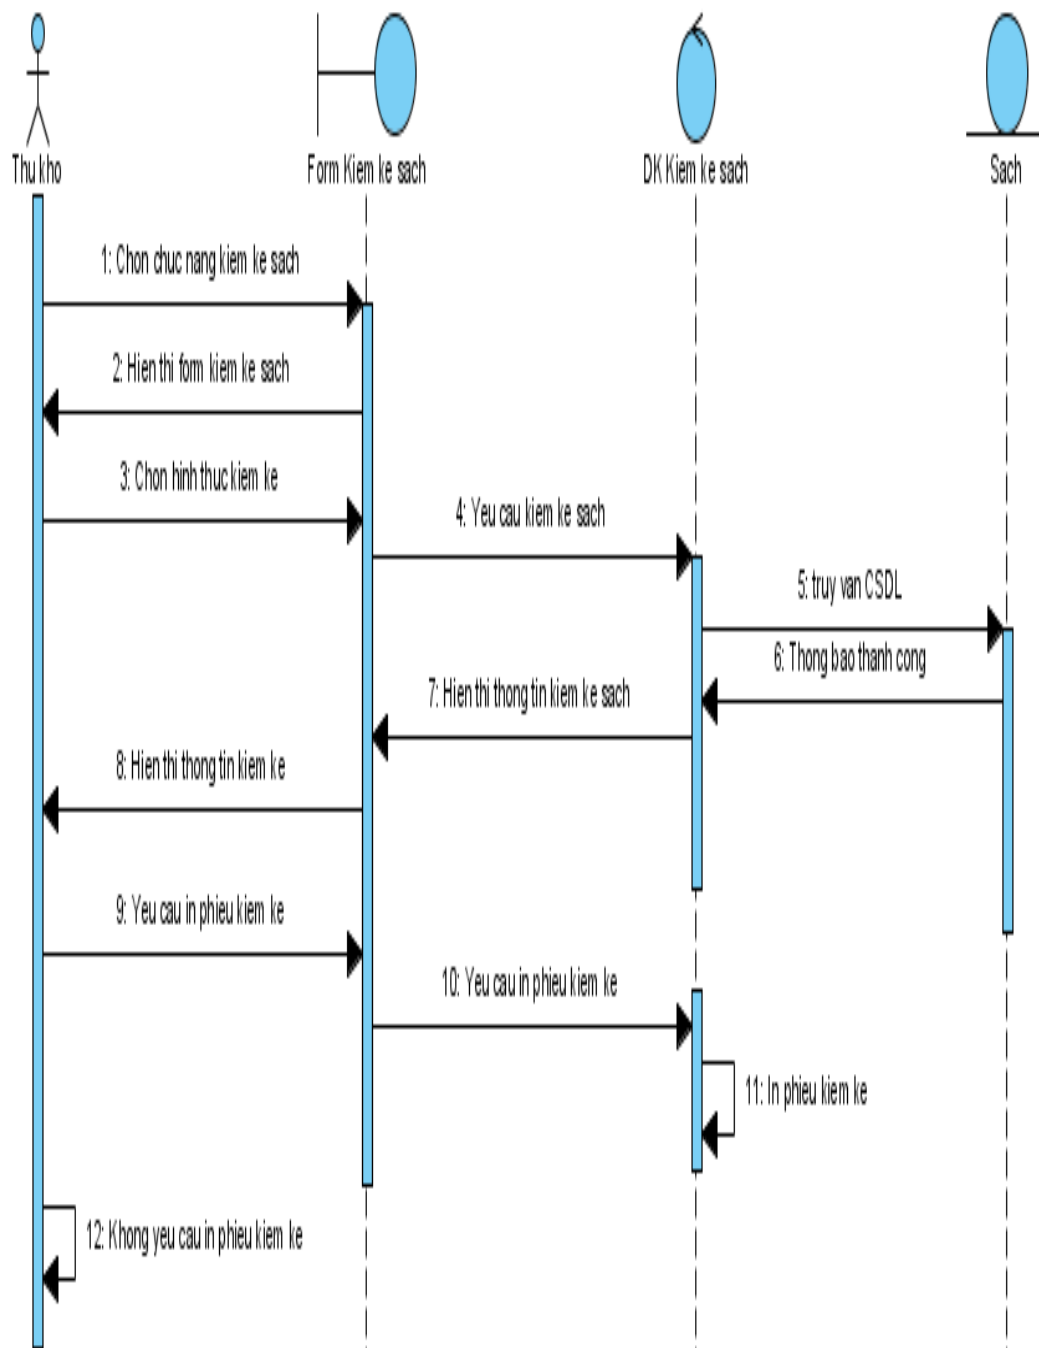 Thu kho
Form Kiem ke sach
DK Kiem ke sach
Sach
1: Chon chuc nang kiem ke sach
2: Hien thi form kiem ke sach
3: Chon hinh thuc kiem ke
4: Yeu cau kiem ke sach
5: truy van CSDL
6: Thong bao thanh cong
7: Hien thi thong tin kiem ke sach
8: Hien thi thong tin kiem ke
9: Yeu cau in phieu kiem ke
10: Yeu cau in phieu kiem ke
11: In phieu kiem ke
12: Khong yeu cau in phieu kiem ke